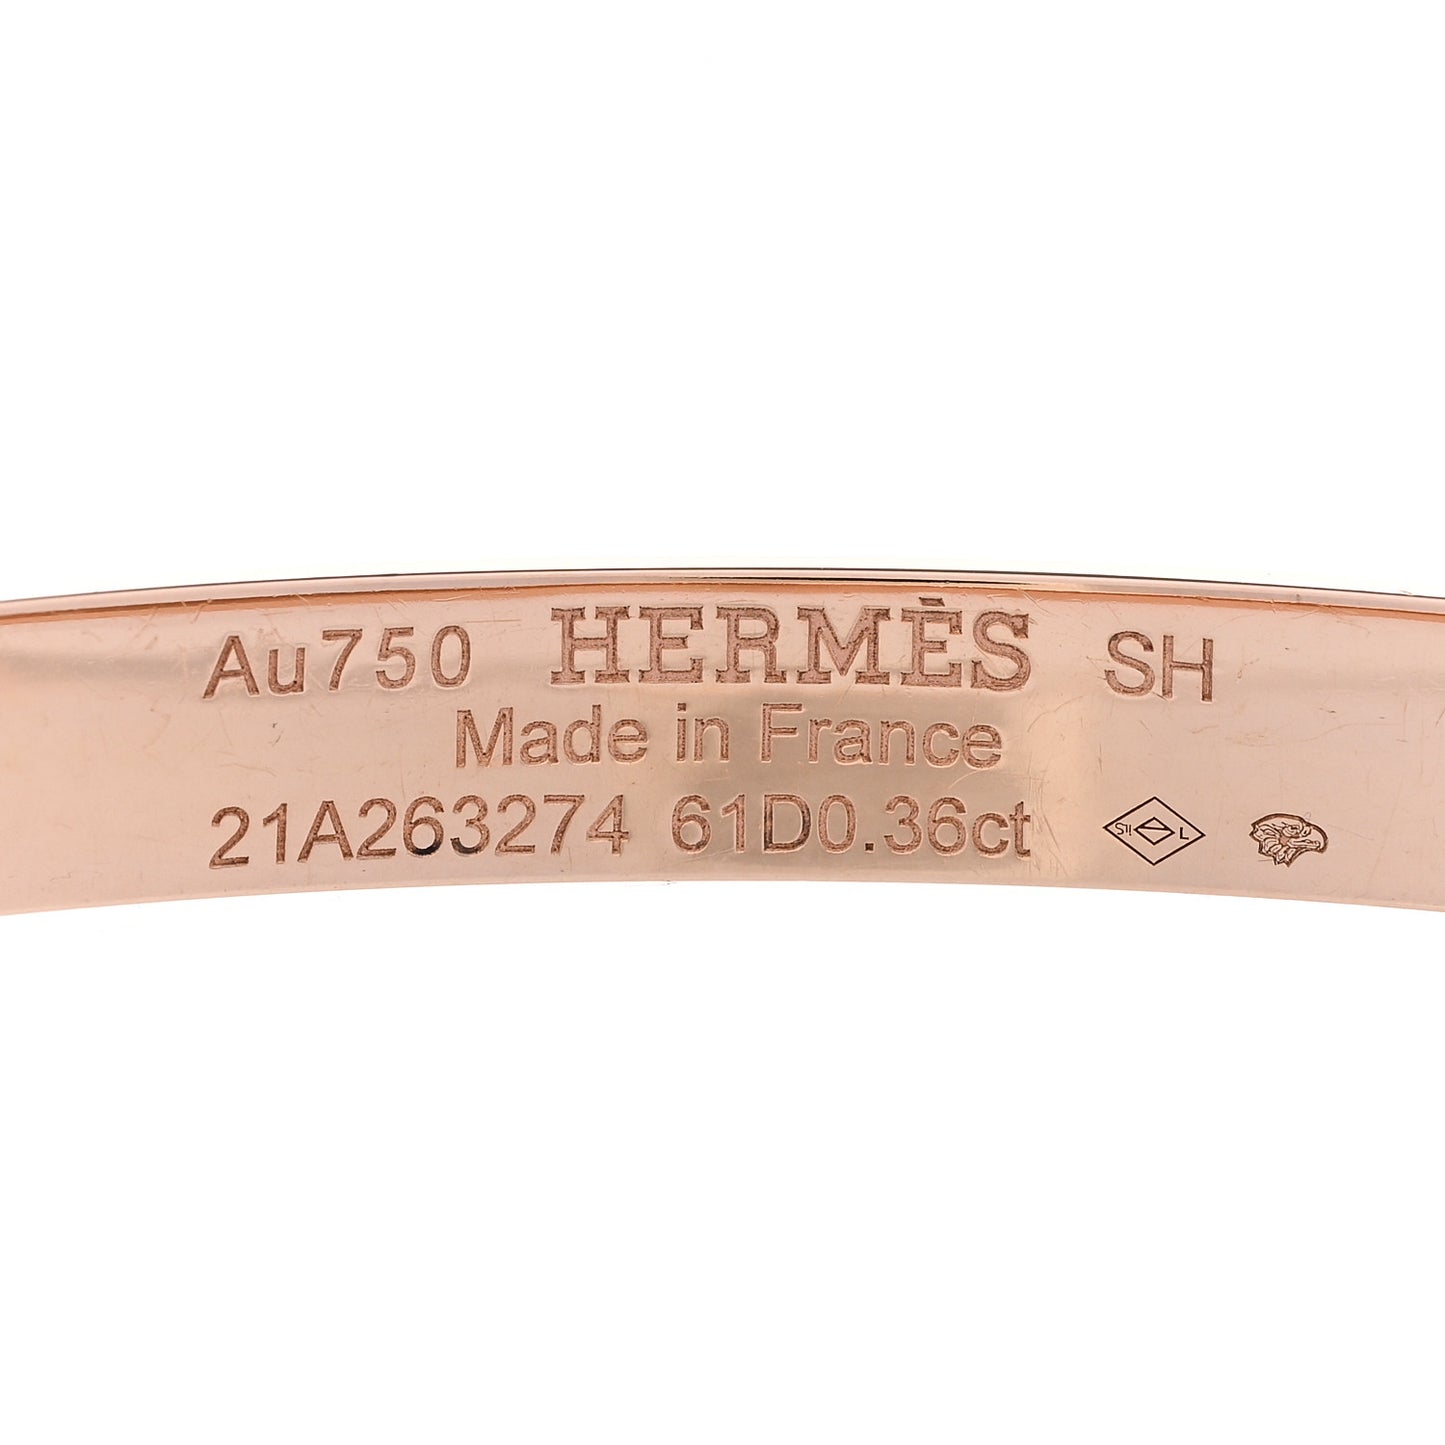 Au750 HERMÈS SH
Made in France
21A263274 61D0.36ct